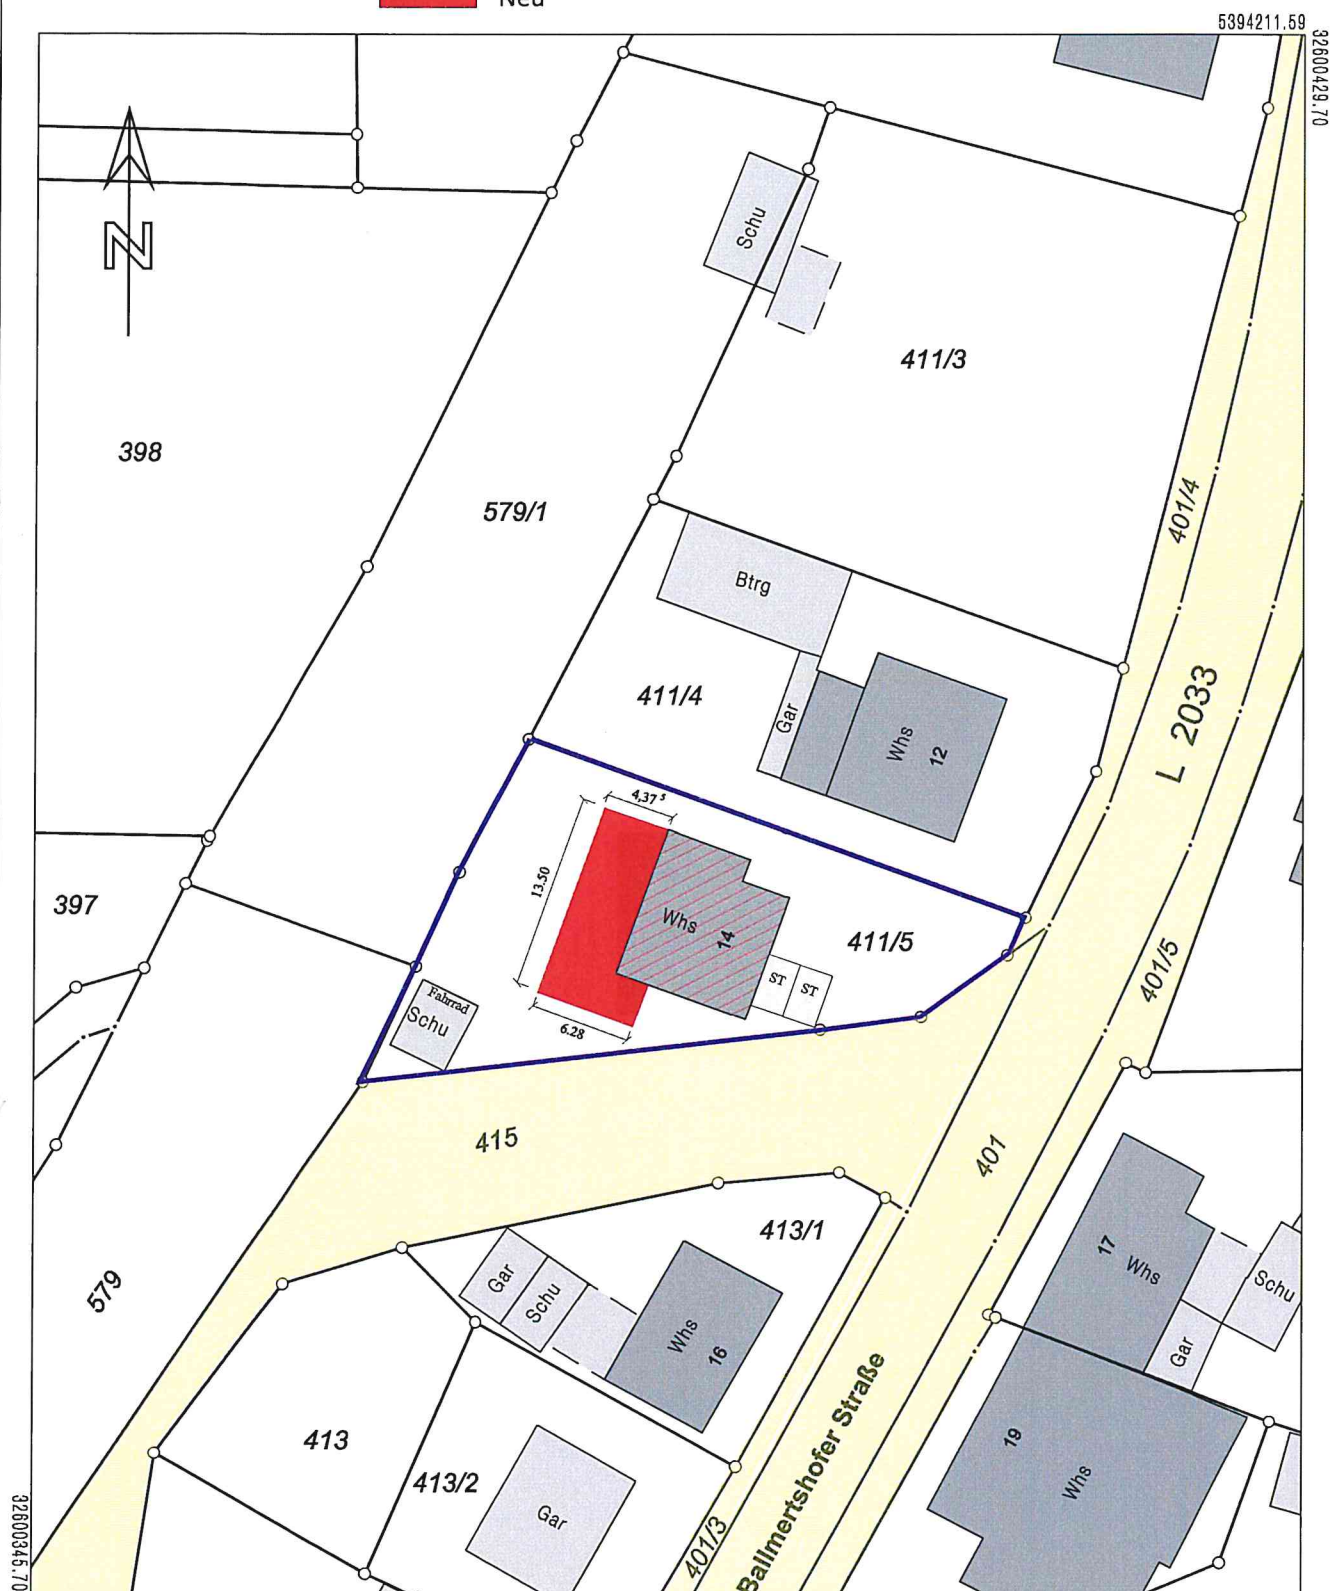 Neu
5394211.59
32600429.70
N
Schu
411/3
398
579/1
401/4
Btrg
L 2033
411/4
Gar
Whs
12
4,37⁵
13.50
397
Whs
14
411/5
ST
ST
401/5
Fahrrad
Schu
6.28
415
401
413/1
17
Whs
579
Gar
Schu
Whs
16
Schu
Gar
413
19
413/2
Whs
Gar
Ballmertshofer Straße
401/3
32600345.70